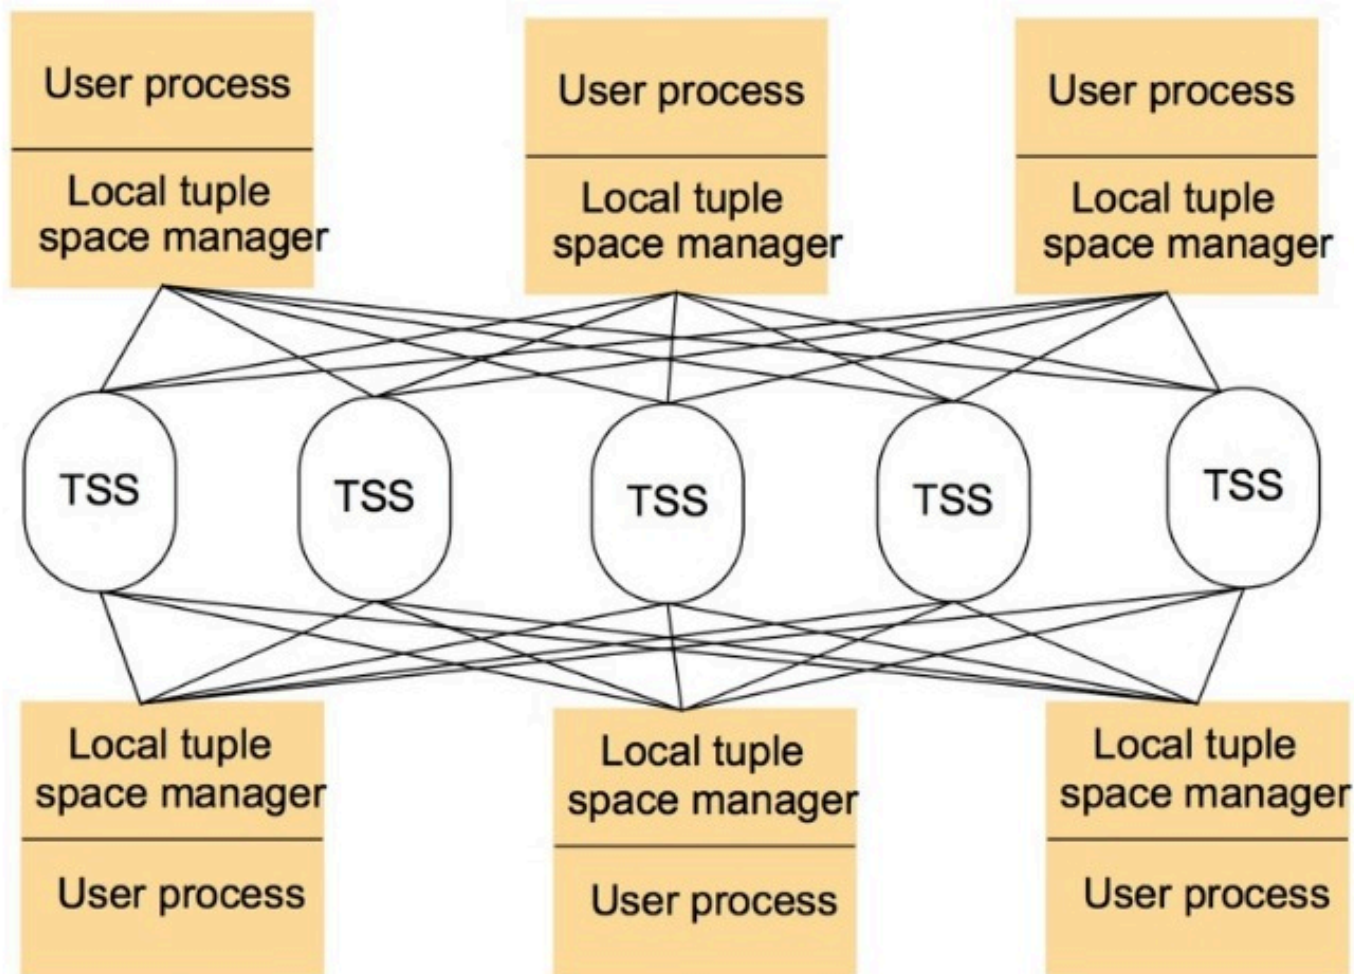 User process
Local tuple
space manager
User process
Local tuple
space manager
User process
Local tuple
space manager
TSS
TSS
TSS
TSS
TSS
Local tuple
space manager
User process
Local tuple
space manager
User process
Local tuple
space manager
User process